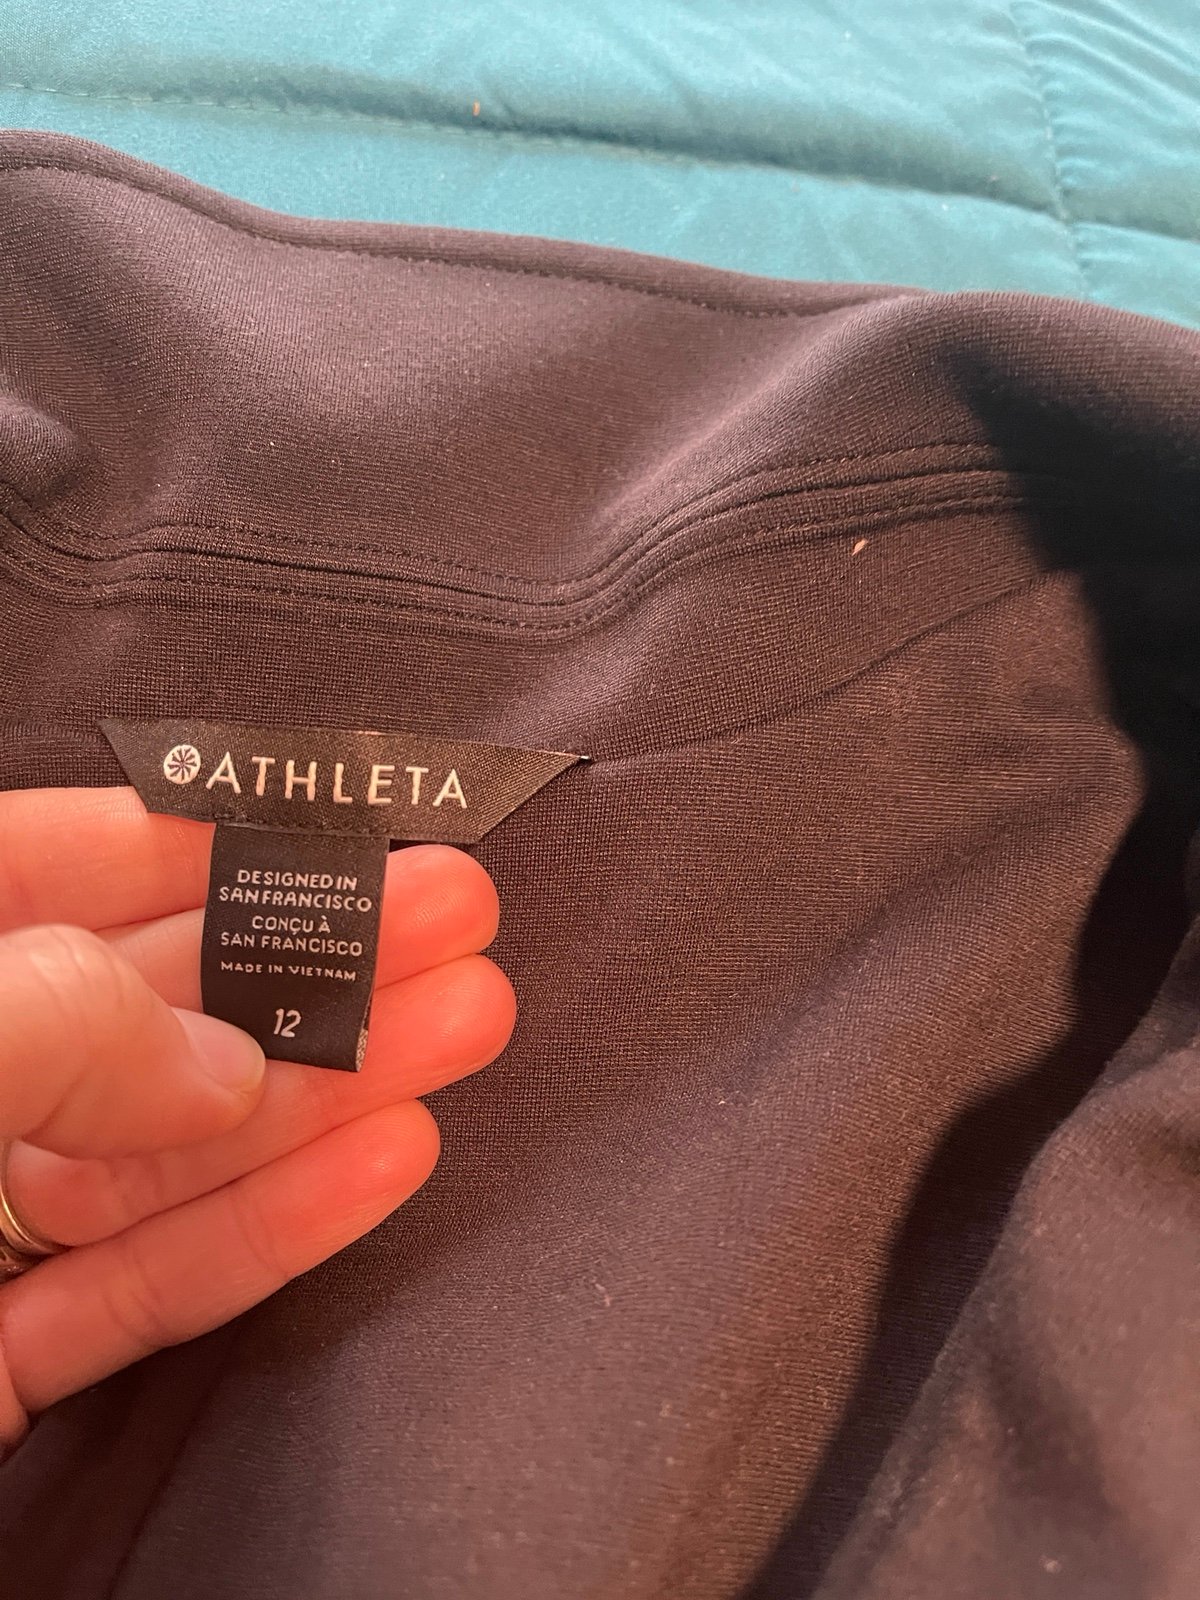 ATHLETA
DESIGNED IN
SAN FRANCISCO
CONÇU À
SAN FRANCISCO
MADE IN VIETNAM
12